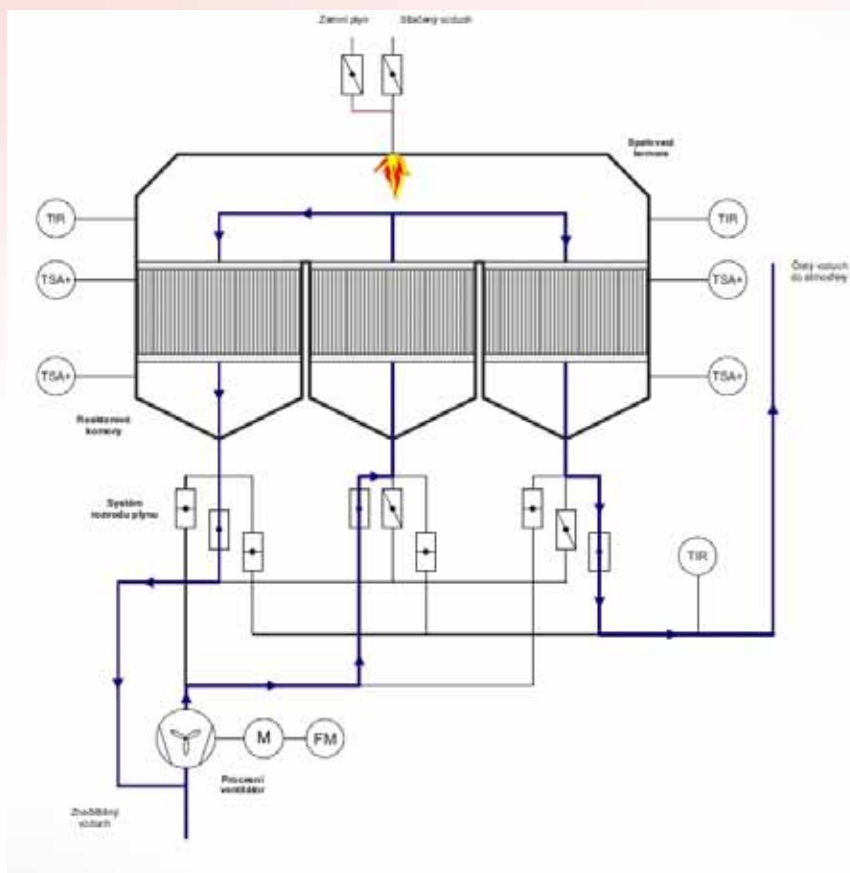 Zemní plyn
Stlačený vzduch
Spalovací
komora
TIR
TIR
TSA+
TSA+
Čistý vzduch
do atmosféry
TSA+
TSA+
Reaktorové
komory
Systém
rozvodu plynu
TIR
M
FM
Procesní
ventilátor
Znečištěný
vzduch